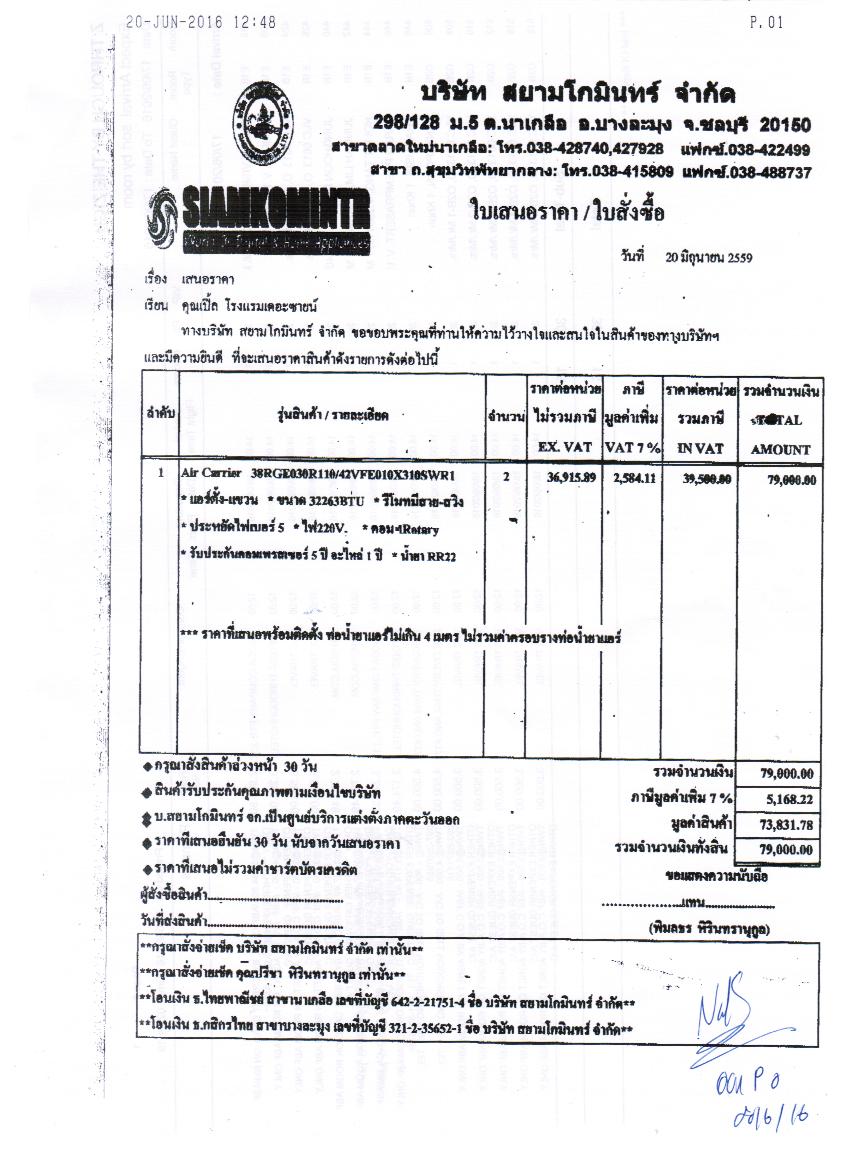 20-JUN-2016 12:48 P.01
บริษัท สยามโกมินทร์ จำกัด
298/128 ม.5 ต.นาเกลือ อ.บางละมุง จ.ชลบุรี 20150
สาขาตลาดใหม่นาเกลือ: โทร.038-428740,427928 แฟกซ์.038-422499
สาขา ถ.สุขุมวิทพัทยากลาง: โทร.038-415809 แฟกซ์.038-488737
SIAMKOMINTR
ใบเสนอราคา / ใบสั่งซื้อ
วันที่ 20 มิถุนายน 2559
เรื่อง เสนอราคา
เรียน คุณเปิ้ล โรงแรมเดอะซายน์
ทางบริษัท สยามโกมินทร์ จำกัด ขอขอบพระคุณที่ท่านให้ความไว้วางใจและสนใจในสินค้าของทางบริษัทฯ
และมีความยินดี ที่จะเสนอราคาสินค้าดังรายการดังต่อไปนี้
ลำดับ รุ่นสินค้า / รายละเอียด จำนวน ราคาต่อหน่วย ไม่รวมภาษี EX. VAT ภาษี มูลค่าเพิ่ม VAT 7 % ราคาต่อหน่วย รวมภาษี IN VAT รวมจำนวนเงิน TOTAL AMOUNT
1 Air Carrier 38RGE030R110/42VFE010X310SWR1 2 36,915.89 2,584.11 39,500.00 79,000.00
* แอร์ตั้ง-แขวน * ขนาด 32263BTU * รีโมทมีสาย-สวิง
* ประหยัดไฟเบอร์ 5 * ไฟ220V. * คอมฯRotary
* รับประกันคอมเพรสเซอร์ 5 ปี อะไหล่ 1 ปี * น้ำยา RR22
*** ราคาที่เสนอพร้อมติดตั้ง ท่อน้ำยาแอร์ไม่เกิน 4 เมตร ไม่รวมค่าครอบรางท่อน้ำยาแอร์
◆ กรุณาสั่งสินค้าล่วงหน้า 30 วัน รวมจำนวนเงิน 79,000.00
◆ สินค้ารับประกันคุณภาพตามเงื่อนไขบริษัท ภาษีมูลค่าเพิ่ม 7 % 5,168.22
◆ บ.สยามโกมินทร์ จก.เป็นศูนย์บริการแต่งตั้งภาคตะวันออก มูลค่าสินค้า 73,831.78
◆ ราคาที่เสนอยืนยัน 30 วัน นับจากวันเสนอราคา รวมจำนวนเงินทั้งสิ้น 79,000.00
◆ ราคาที่เสนอไม่รวมค่าชาร์ตบัตรเครดิต
ขอแสดงความนับถือ
ผู้สั่งซื้อสินค้า.................................. ....................แทน....................
วันที่ส่งสินค้า..................................
(พิมลธร หิรินทรานุกูล)
**กรุณาสั่งจ่ายเช็ค บริษัท สยามโกมินทร์ จำกัด เท่านั้น**
**กรุณาสั่งจ่ายเช็ค คุณปรีชา หิรินทรานุกูล เท่านั้น**
**โอนเงิน ธ.ไทยพาณิชย์ สาขานาเกลือ เลขที่บัญชี 642-2-21751-4 ชื่อ บริษัท สยามโกมินทร์ จำกัด**
**โอนเงิน ธ.กสิกรไทย สาขาบางละมุง เลขที่บัญชี 321-2-35652-1 ชื่อ บริษัท สยามโกมินทร์ จำกัด**